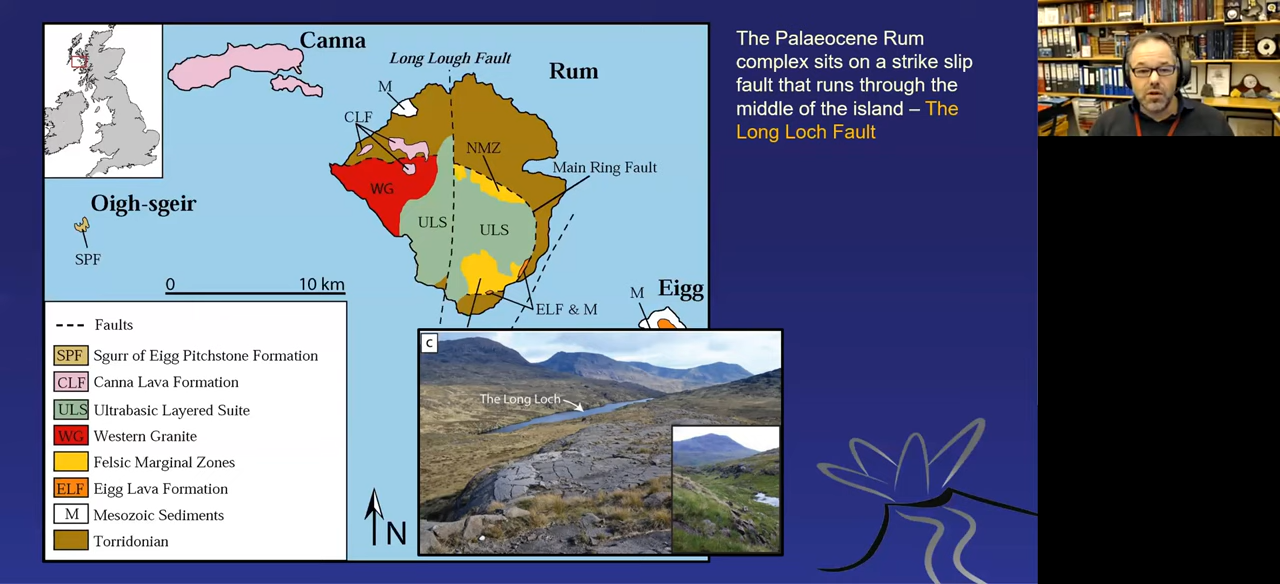 Canna
Long Lough Fault
Rum
M
CLF
NMZ
Main Ring Fault
WG
Oigh-sgeir
ULS
ULS
SPF
0 10 km
M
Eigg
ELF & M
Faults
SPF Sgurr of Eigg Pitchstone Formation
CLF Canna Lava Formation
ULS Ultrabasic Layered Suite
WG Western Granite
Felsic Marginal Zones
ELF Eigg Lava Formation
M Mesozoic Sediments
Torridonian
N
c
The Long Loch
The Palaeocene Rum
complex sits on a strike slip
fault that runs through the
middle of the island – The
Long Loch Fault